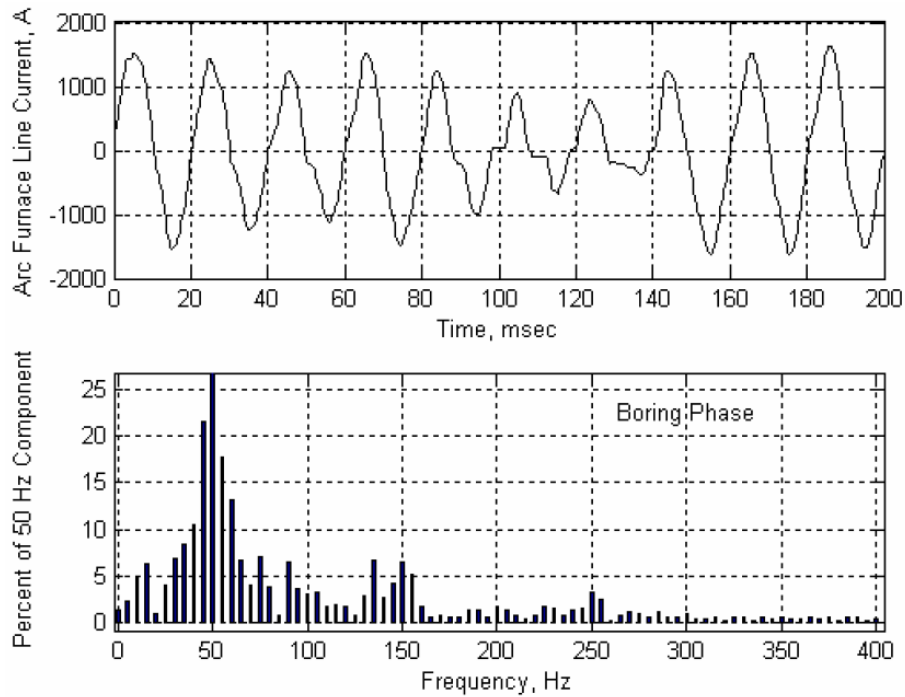 Arc Furnace Line Current, A
2000
1000
0
-1000
-2000
0 20 40 60 80 100 120 140 160 180 200
Time, msec
Percent of 50 Hz Component
25
20
15
10
5
0
Boring Phase
0 50 100 150 200 250 300 350 400
Frequency, Hz